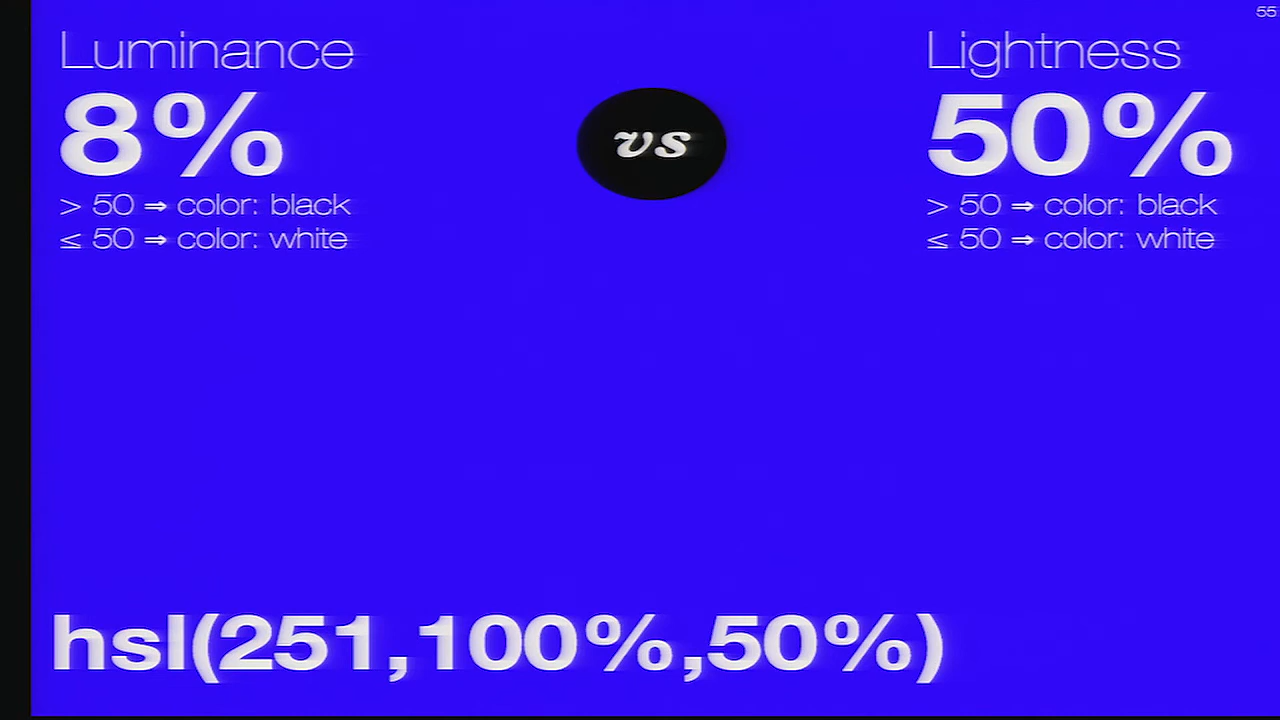 55
Luminance
8%
> 50 ⇒ color: black
≤ 50 ⇒ color: white
vs
Lightness
50%
> 50 ⇒ color: black
≤ 50 ⇒ color: white
hsl(251,100%,50%)